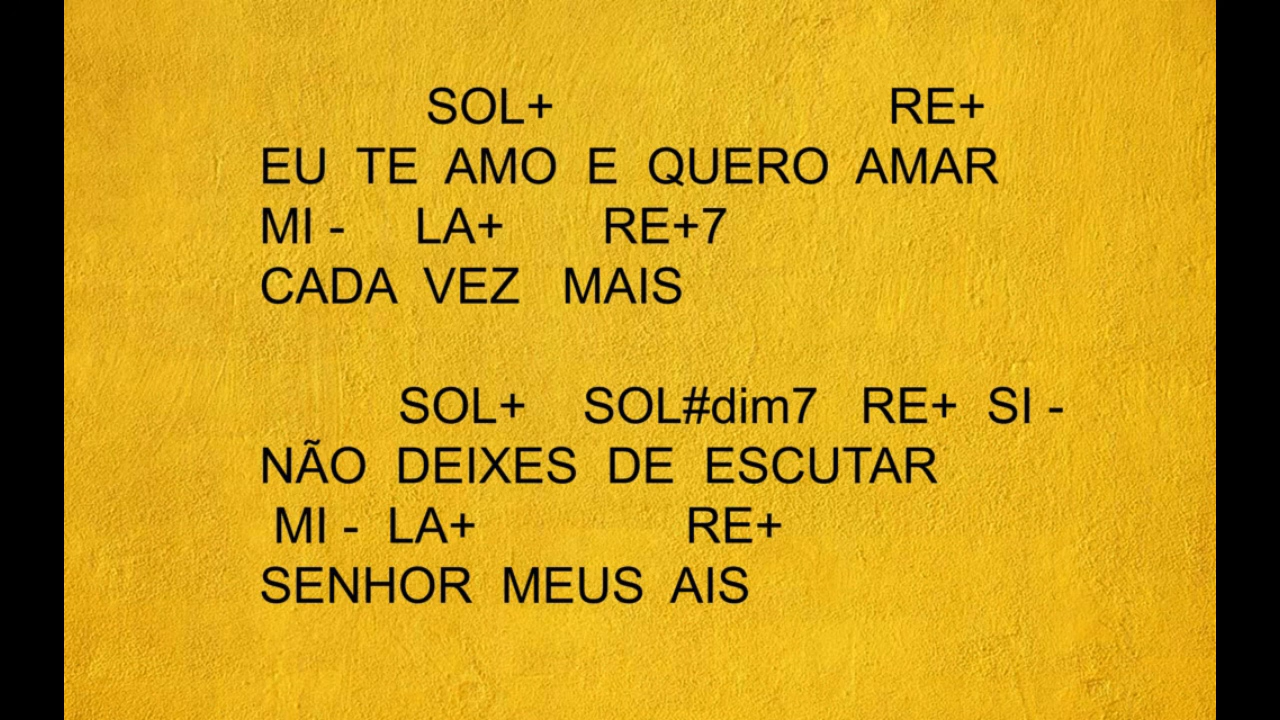 SOL+ RE+
EU TE AMO E QUERO AMAR
MI - LA+ RE+7
CADA VEZ MAIS
SOL+ SOL#dim7 RE+ SI -
NÃO DEIXES DE ESCUTAR
MI - LA+ RE+
SENHOR MEUS AIS